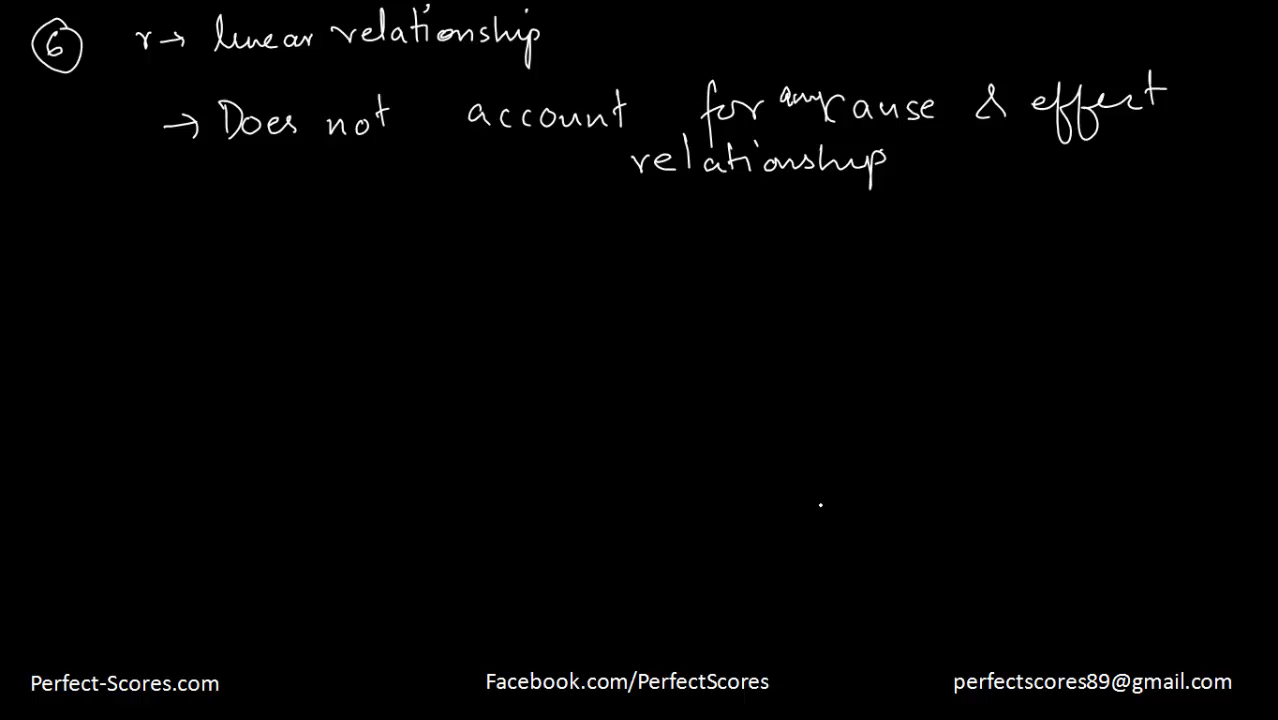 6 r → linear relationship
→ Does not account for any cause & effect
relationship
Perfect-Scores.com Facebook.com/PerfectScores perfectscores89@gmail.com